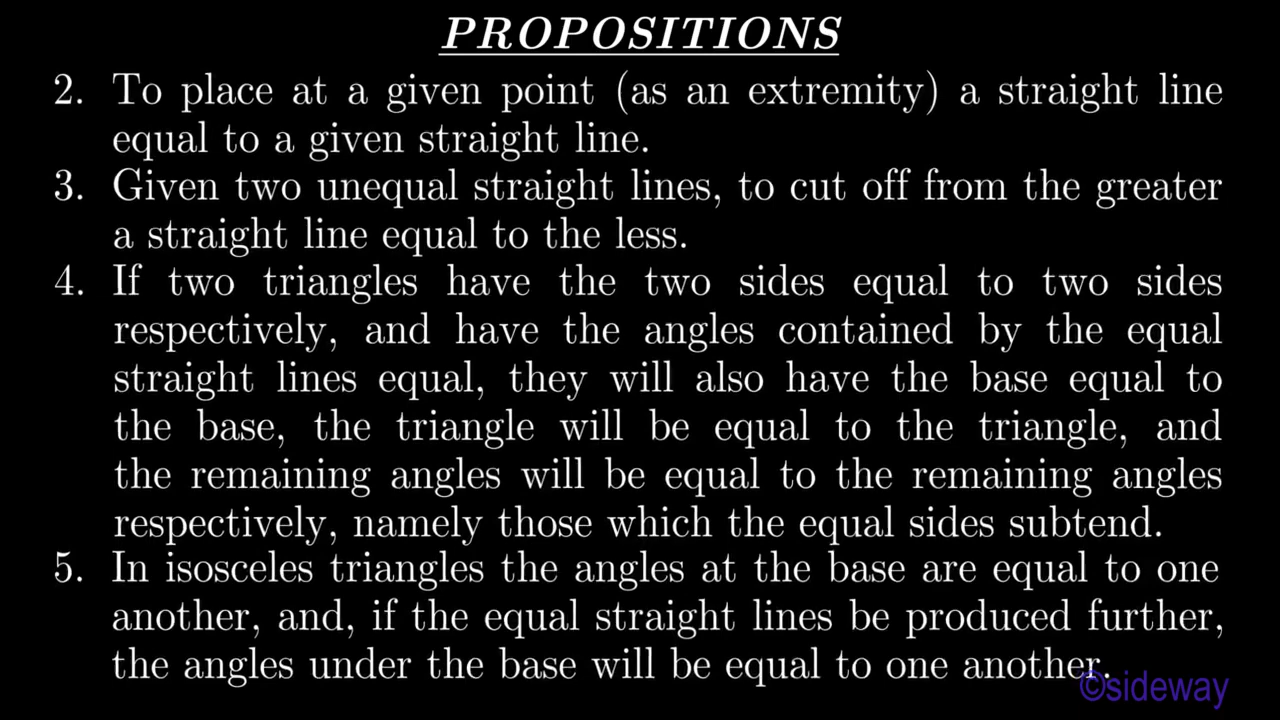 PROPOSITIONS
2. To place at a given point (as an extremity) a straight line
equal to a given straight line.
3. Given two unequal straight lines, to cut off from the greater
a straight line equal to the less.
4. If two triangles have the two sides equal to two sides
respectively, and have the angles contained by the equal
straight lines equal, they will also have the base equal to
the base, the triangle will be equal to the triangle, and
the remaining angles will be equal to the remaining angles
respectively, namely those which the equal sides subtend.
5. In isosceles triangles the angles at the base are equal to one
another, and, if the equal straight lines be produced further,
the angles under the base will be equal to one another.
©sideway